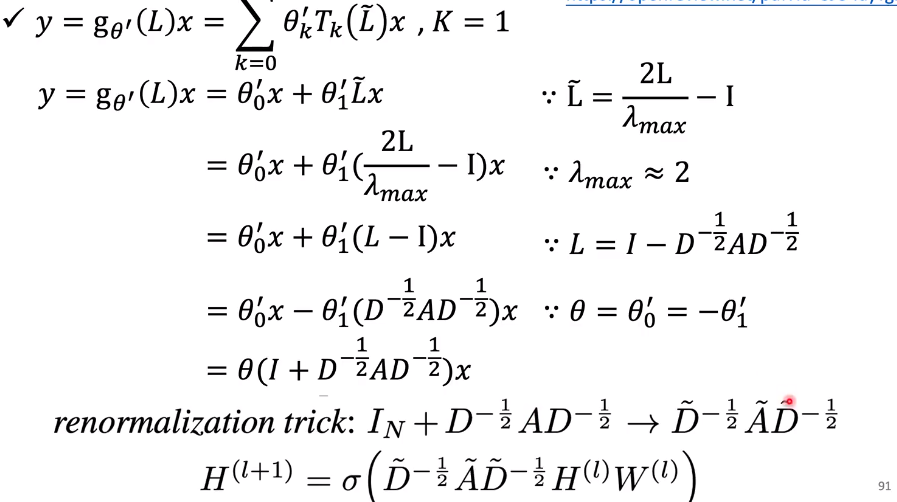 ✓ y = g_θ′(L)x = ∑_{k=0} θ′_k T_k(L̃)x , K = 1
y = g_θ′(L)x = θ′_0 x + θ′_1 L̃x ∵ L̃ = 2L/λ_max − I
= θ′_0 x + θ′_1(2L/λ_max − I)x ∵ λ_max ≈ 2
= θ′_0 x + θ′_1(L − I)x ∵ L = I − D^{−1/2}AD^{−1/2}
= θ′_0 x − θ′_1(D^{−1/2}AD^{−1/2})x ∵ θ = θ′_0 = −θ′_1
= θ(I + D^{−1/2}AD^{−1/2})x
renormalization trick: I_N + D^{−1/2}AD^{−1/2} → D̃^{−1/2}ÃD̃^{−1/2}
H^{(l+1)} = σ(D̃^{−1/2}ÃD̃^{−1/2}H^{(l)}W^{(l)})
91